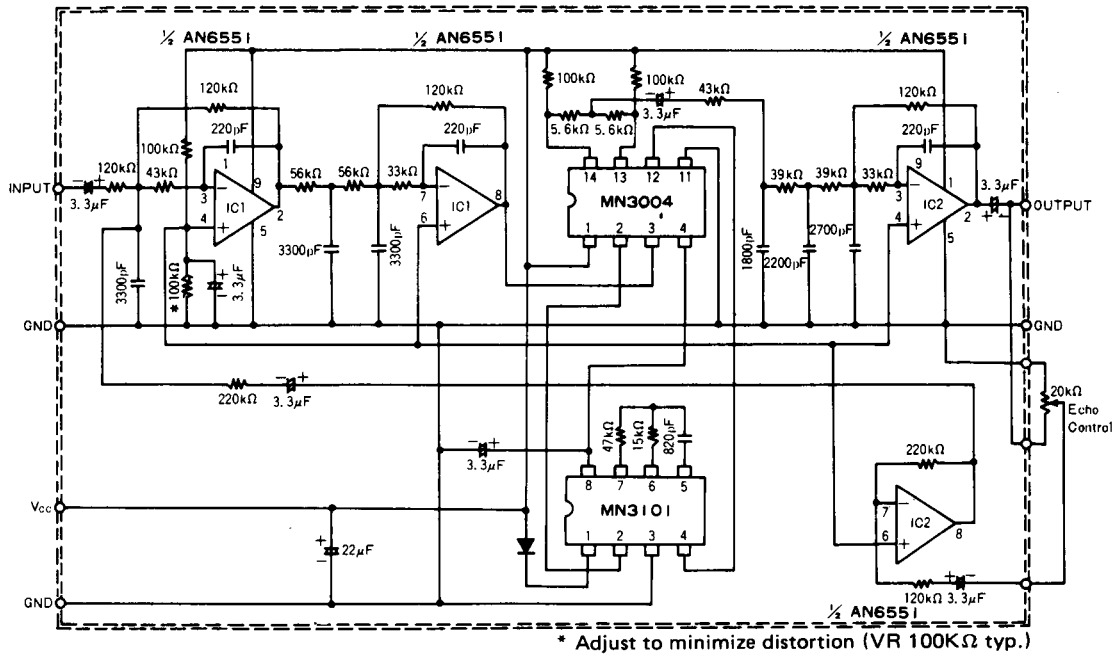 ½ AN6551
½ AN6551
½ AN6551
120kΩ
220pF
100kΩ
1
9
INPUT
3.3μF
120kΩ
43kΩ
3
4
IC1
2
5
3300pF
* 100kΩ
3.3μF
56kΩ
56kΩ
33kΩ
3300pF
3300pF
120kΩ
220pF
7
6
IC1
8
100kΩ
100kΩ
5.6kΩ
5.6kΩ
3.3μF
43kΩ
14
13
12
11
MN3004
1
2
3
4
1800pF
39kΩ
39kΩ
33kΩ
2200pF
2700pF
120kΩ
220pF
3
4
1
IC2
2
5
3.3μF
OUTPUT
GND
GND
220kΩ
3.3μF
20kΩ
Echo
Control
3.3μF
47kΩ
15kΩ
820pF
8
7
6
5
MN3101
1
2
3
4
220kΩ
7
6
IC2
8
120kΩ
3.3μF
½ AN6551
Vcc
22μF
GND
* Adjust to minimize distortion (VR 100KΩ typ.)